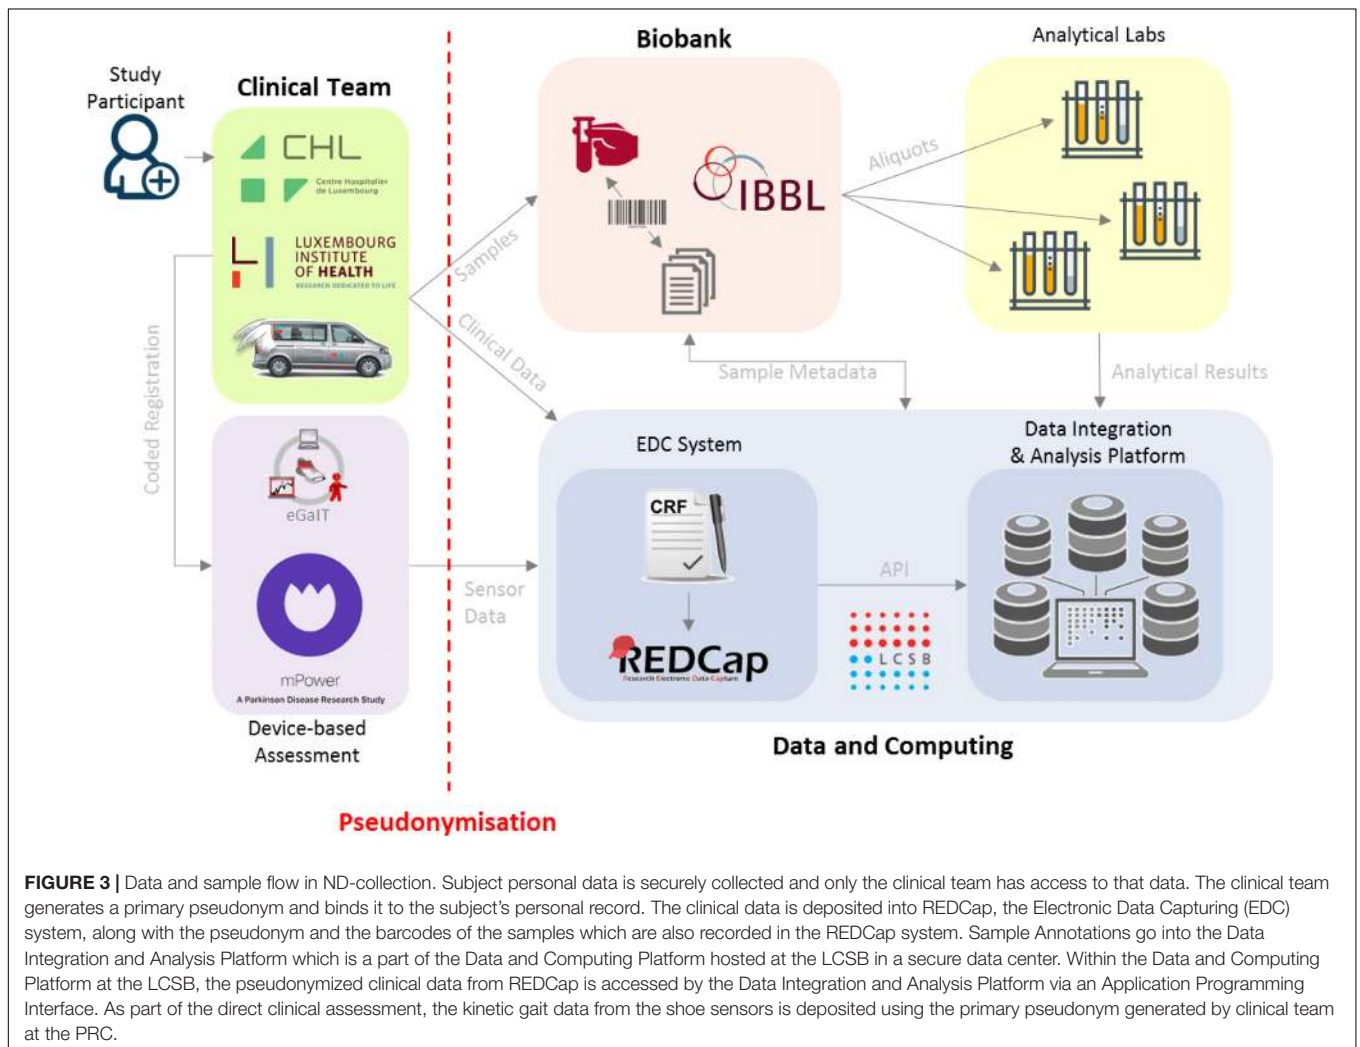 Study
Participant
Clinical Team
CHL
Centre Hospitalier
de Luxembourg
LUXEMBOURG
INSTITUTE
OF HEALTH
RESEARCH DEDICATED TO LIFE
Coded Registration
eGaIT
mPower
A Parkinson Disease Research Study
Device-based
Assessment
Pseudonymisation
Samples
Clinical Data
Sensor
Data
Biobank
IBBL
Aliquots
Analytical Labs
Sample Metadata
Analytical Results
EDC System
CRF
REDCap
Research Electronic Data Capture
API
LCSB
Data Integration
& Analysis Platform
Data and Computing
FIGURE 3 | Data and sample flow in ND-collection. Subject personal data is securely collected and only the clinical team has access to that data. The clinical team
generates a primary pseudonym and binds it to the subject's personal record. The clinical data is deposited into REDCap, the Electronic Data Capturing (EDC)
system, along with the pseudonym and the barcodes of the samples which are also recorded in the REDCap system. Sample Annotations go into the Data
Integration and Analysis Platform which is a part of the Data and Computing Platform hosted at the LCSB in a secure data center. Within the Data and Computing
Platform at the LCSB, the pseudonymized clinical data from REDCap is accessed by the Data Integration and Analysis Platform via an Application Programming
Interface. As part of the direct clinical assessment, the kinetic gait data from the shoe sensors is deposited using the primary pseudonym generated by clinical team
at the PRC.